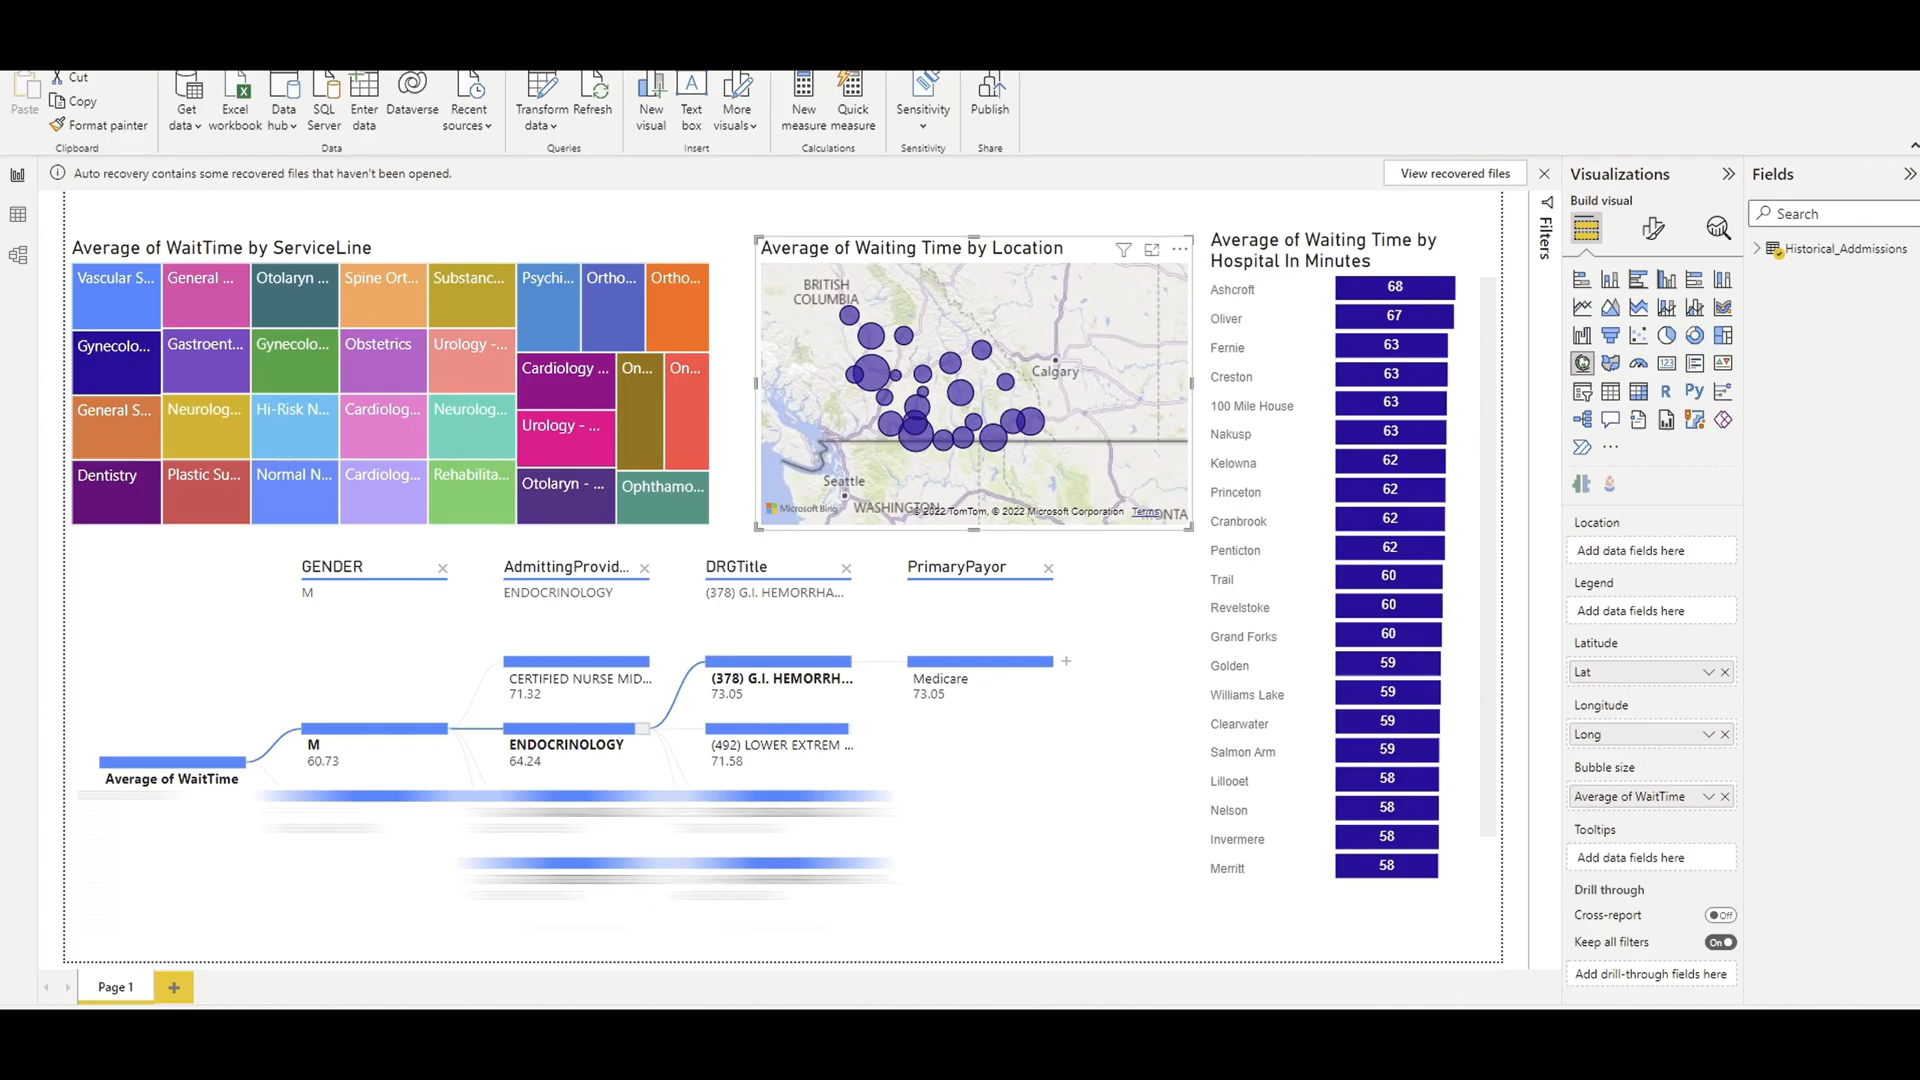 Cut
Copy
Format painter
Paste
Clipboard
Get
data
Excel
workbook
Data
hub
SQL
Server
Enter
data
Dataverse
Recent
sources
Data
Transform
data
Refresh
Queries
New
visual
Text
box
More
visuals
Insert
New
measure
Quick
measure
Calculations
Sensitivity
Sensitivity
Publish
Share
Auto recovery contains some recovered files that haven't been opened.
View recovered files
Average of WaitTime by ServiceLine
Vascular S...
General ...
Otolaryn ...
Spine Ort...
Substanc...
Psychi...
Ortho...
Ortho...
Gynecolo...
Gastroent...
Gynecolo...
Obstetrics
Urology -...
Cardiology ...
On...
On...
General S...
Neurolog...
Hi-Risk N...
Cardiolog...
Neurolog...
Urology - ...
Dentistry
Plastic Su...
Normal N...
Cardiolog...
Rehabilita...
Otolaryn - ...
Ophthamo...
Average of Waiting Time by Location
BRITISH
COLUMBIA
Calgary
Seattle
WASHINGTON
Microsoft Bing
© 2022 TomTom, © 2022 Microsoft Corporation
Terms
ONTA
Average of Waiting Time by
Hospital In Minutes
Ashcroft 68
Oliver 67
Fernie 63
Creston 63
100 Mile House 63
Nakusp 63
Kelowna 62
Princeton 62
Cranbrook 62
Penticton 62
Trail 60
Revelstoke 60
Grand Forks 60
Golden 59
Williams Lake 59
Clearwater 59
Salmon Arm 59
Lillooet 58
Nelson 58
Invermere 58
Merritt 58
GENDER
M
AdmittingProvid...
ENDOCRINOLOGY
DRGTitle
(378) G.I. HEMORRHA...
PrimaryPayor
CERTIFIED NURSE MID...
71.32
(378) G.I. HEMORRH...
73.05
Medicare
73.05
M
60.73
ENDOCRINOLOGY
64.24
(492) LOWER EXTREM ...
71.58
Average of WaitTime
Page 1
Filters
Visualizations
Build visual
R
Py
123
Location
Add data fields here
Legend
Add data fields here
Latitude
Lat
Longitude
Long
Bubble size
Average of WaitTime
Tooltips
Add data fields here
Drill through
Cross-report
Off
Keep all filters
On
Add drill-through fields here
Fields
Search
Historical_Addmissions